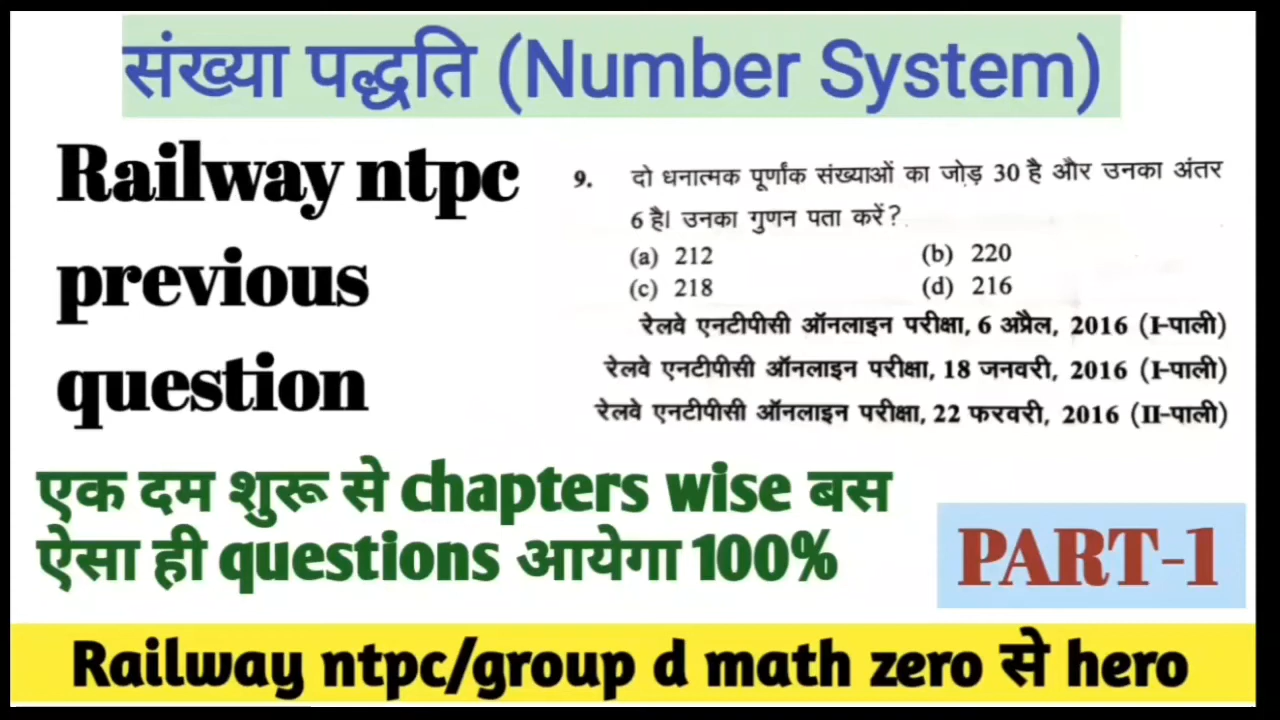 संख्या पद्धति (Number System)
Railway ntpc
previous
question
9. दो धनात्मक पूर्णांक संख्याओं का जोड़ 30 है और उनका अंतर
6 है। उनका गुणन पता करें?
(a) 212 (b) 220
(c) 218 (d) 216
रेलवे एनटीपीसी ऑनलाइन परीक्षा, 6 अप्रैल, 2016 (I-पाली)
रेलवे एनटीपीसी ऑनलाइन परीक्षा, 18 जनवरी, 2016 (I-पाली)
रेलवे एनटीपीसी ऑनलाइन परीक्षा, 22 फरवरी, 2016 (II-पाली)
एक दम शुरू से chapters wise बस
ऐसा ही questions आयेगा 100%
PART-1
Railway ntpc/group d math zero से hero